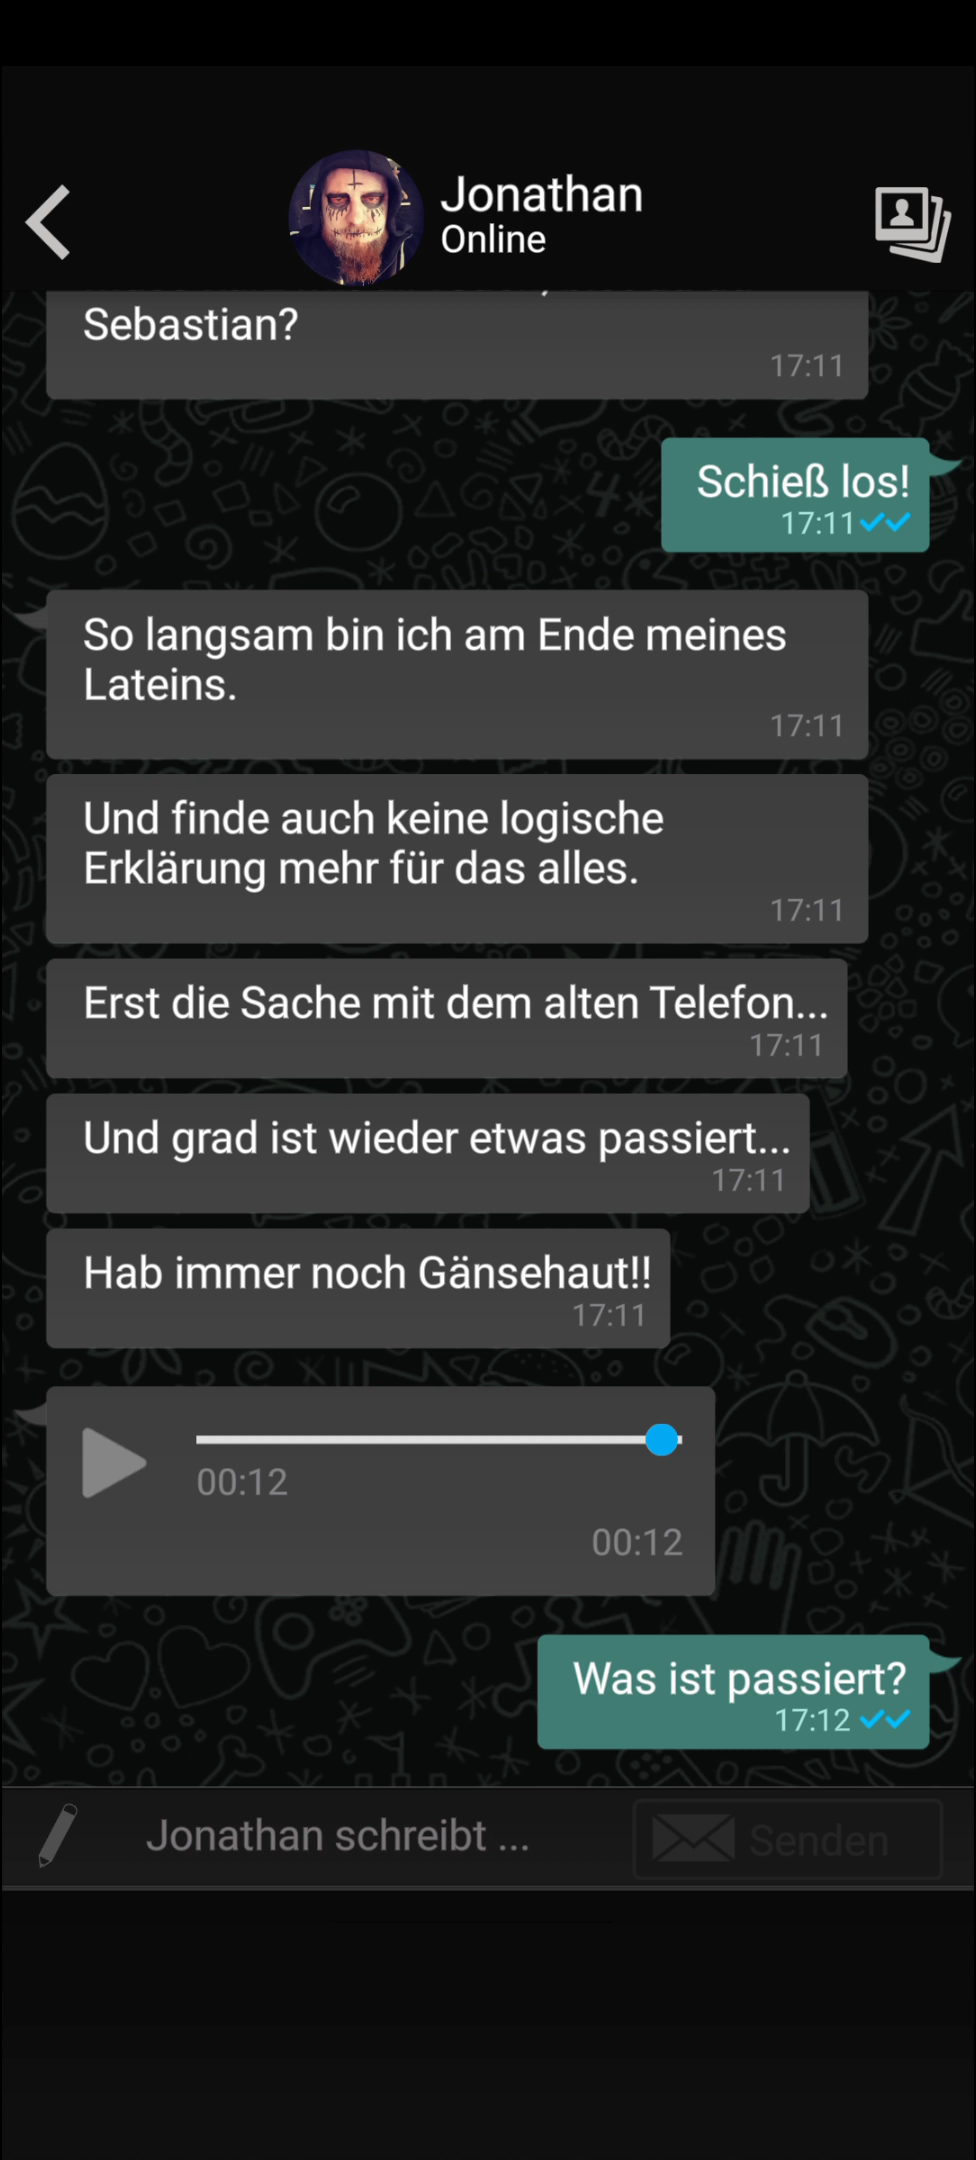 Jonathan
Online
Sebastian?
17:11
Schieß los!
17:11
So langsam bin ich am Ende meines
Lateins.
17:11
Und finde auch keine logische
Erklärung mehr für das alles.
17:11
Erst die Sache mit dem alten Telefon...
17:11
Und grad ist wieder etwas passiert...
17:11
Hab immer noch Gänsehaut!!
17:11
00:12
00:12
Was ist passiert?
17:12
Jonathan schreibt ...
Senden